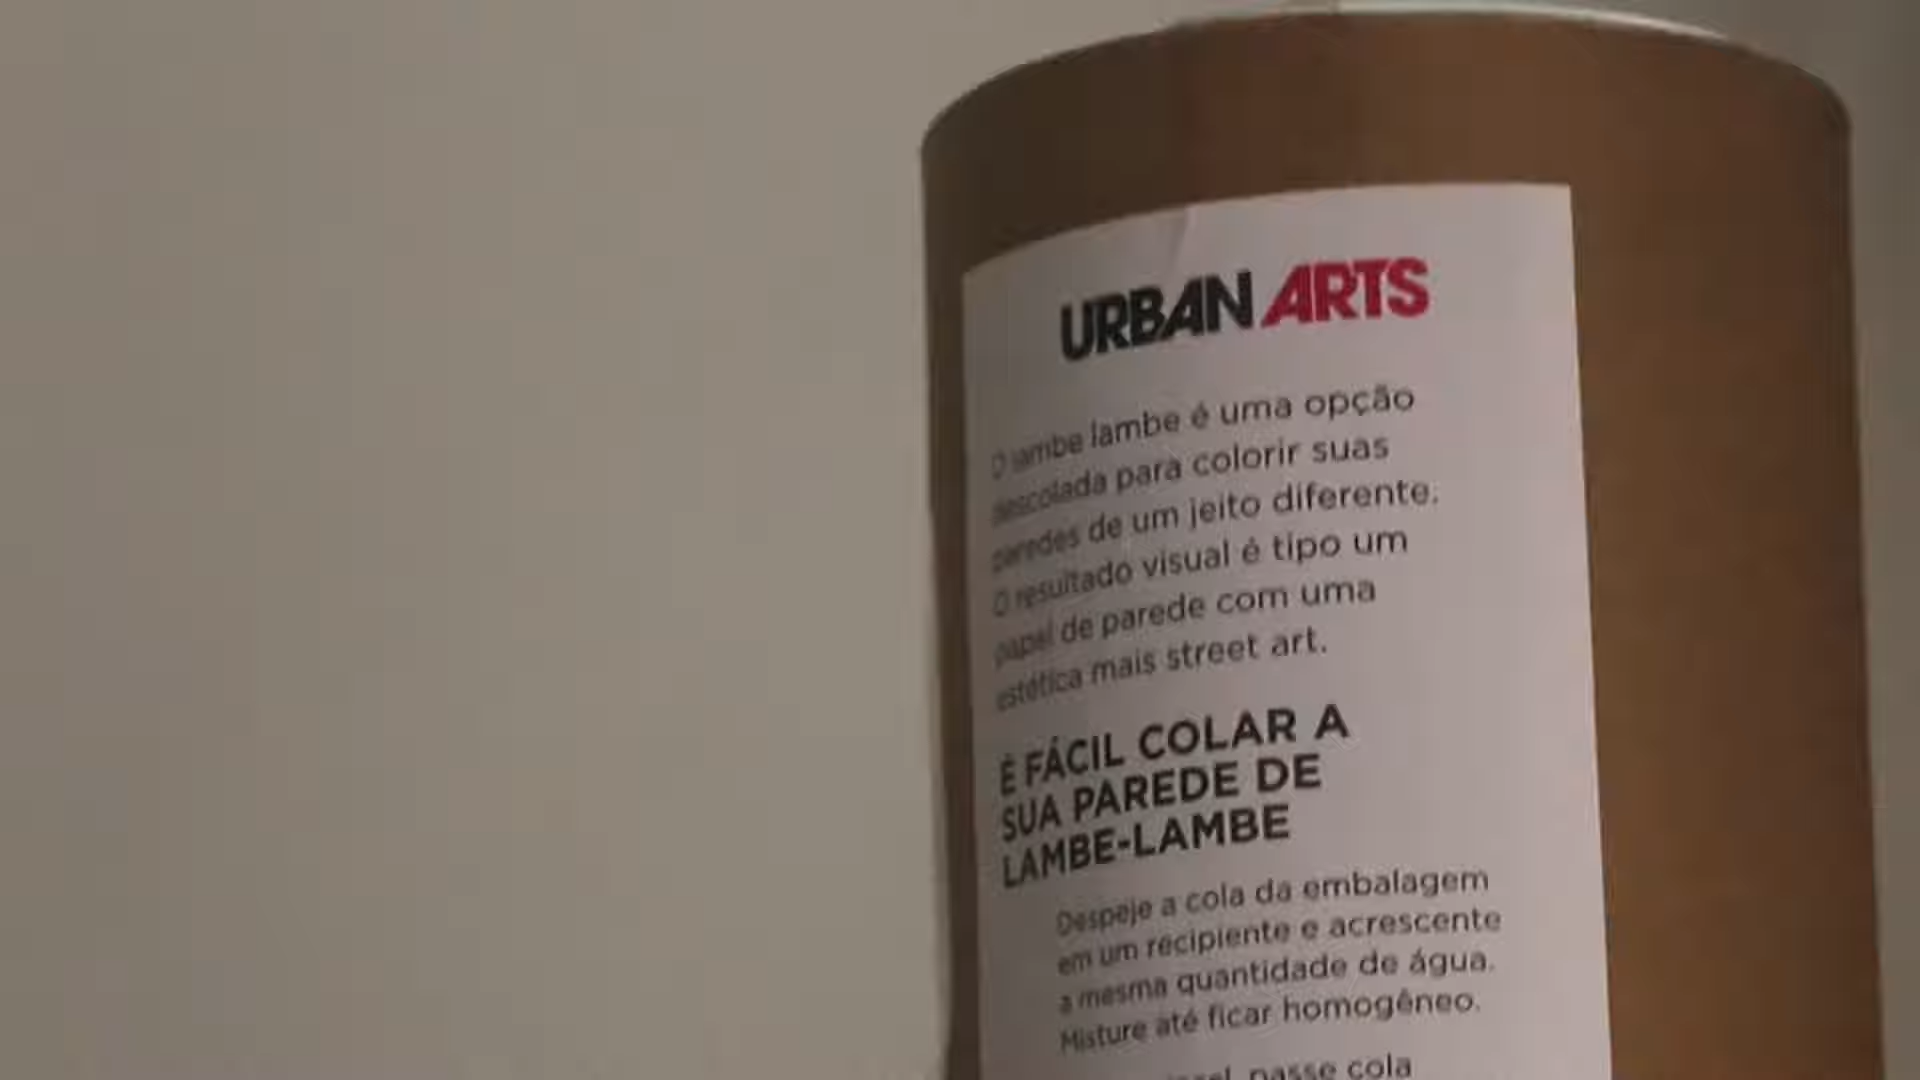 URBAN ARTS
O lambe lambe é uma opção
descolada para colorir suas
paredes de um jeito diferente.
O resultado visual é tipo um
papel de parede com uma
estética mais street art.
É FÁCIL COLAR A
SUA PAREDE DE
LAMBE-LAMBE
Despeje a cola da embalagem
em um recipiente e acrescente
a mesma quantidade de água.
Misture até ficar homogêneo.
passe cola